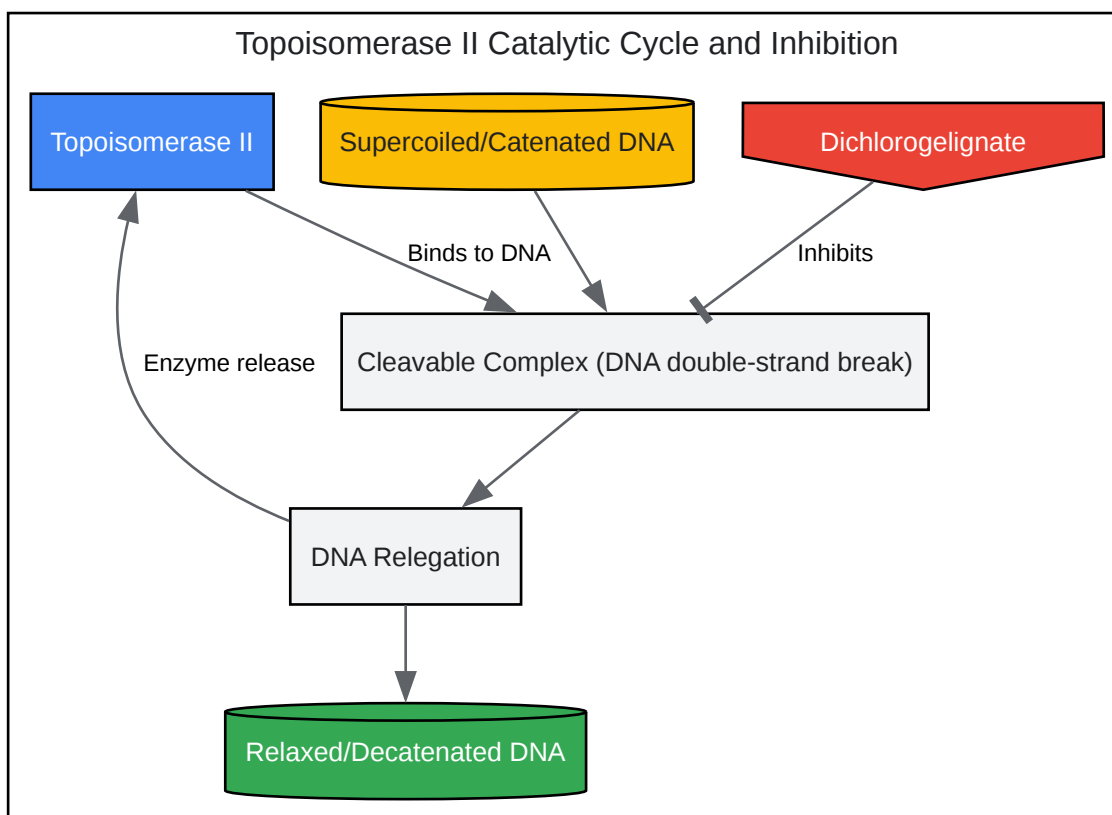 Topoisomerase II Catalytic Cycle and Inhibition
Topoisomerase II
Supercoiled/Catenated DNA
Dichlorogelignate
Binds to DNA
Inhibits
Enzyme release
Cleavable Complex (DNA double-strand break)
DNA Relegation
Relaxed/Decatenated DNA